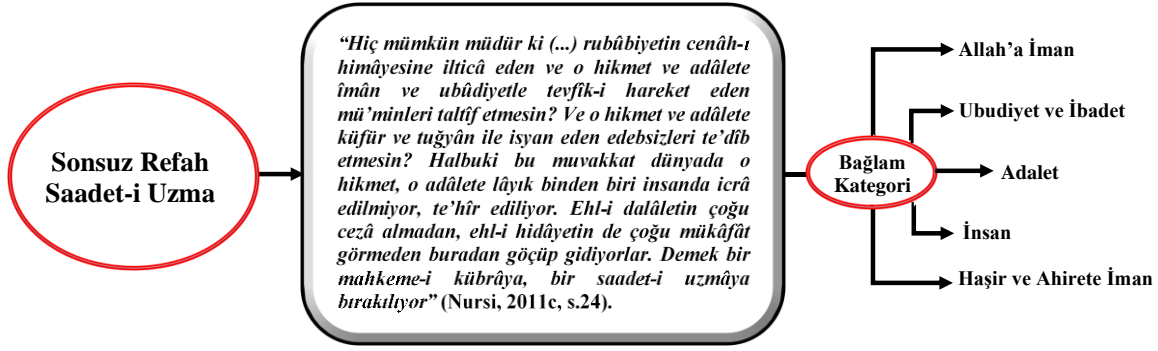 Sonsuz Refah
Saadet-i Uzma
“Hiç mümkün müdür ki (...) rubûbiyetin cenâh-ı
himâyesine ilticâ eden ve o hikmet ve adâlete
îmân ve ubûdiyetle tevfîk-i hareket eden
mü’minleri taltîf etmesin? Ve o hikmet ve adâlete
küfür ve tuğyân ile isyan eden edebsizleri te’dîb
etmesin? Halbuki bu muvakkat dünyada o
hikmet, o adâlete lâyık binden biri insanda icrâ
edilmiyor, te’hîr ediliyor. Ehl-i dalâletin çoğu
cezâ almadan, ehl-i hidâyetin de çoğu mükâfât
görmeden buradan göçüp gidiyorlar. Demek bir
mahkeme-i kübrâya, bir saadet-i uzmâya
bırakılıyor” (Nursi, 2011c, s.24).
Bağlam
Kategori
Allah’a İman
Ubudiyet ve İbadet
Adalet
İnsan
Haşir ve Ahirete İman